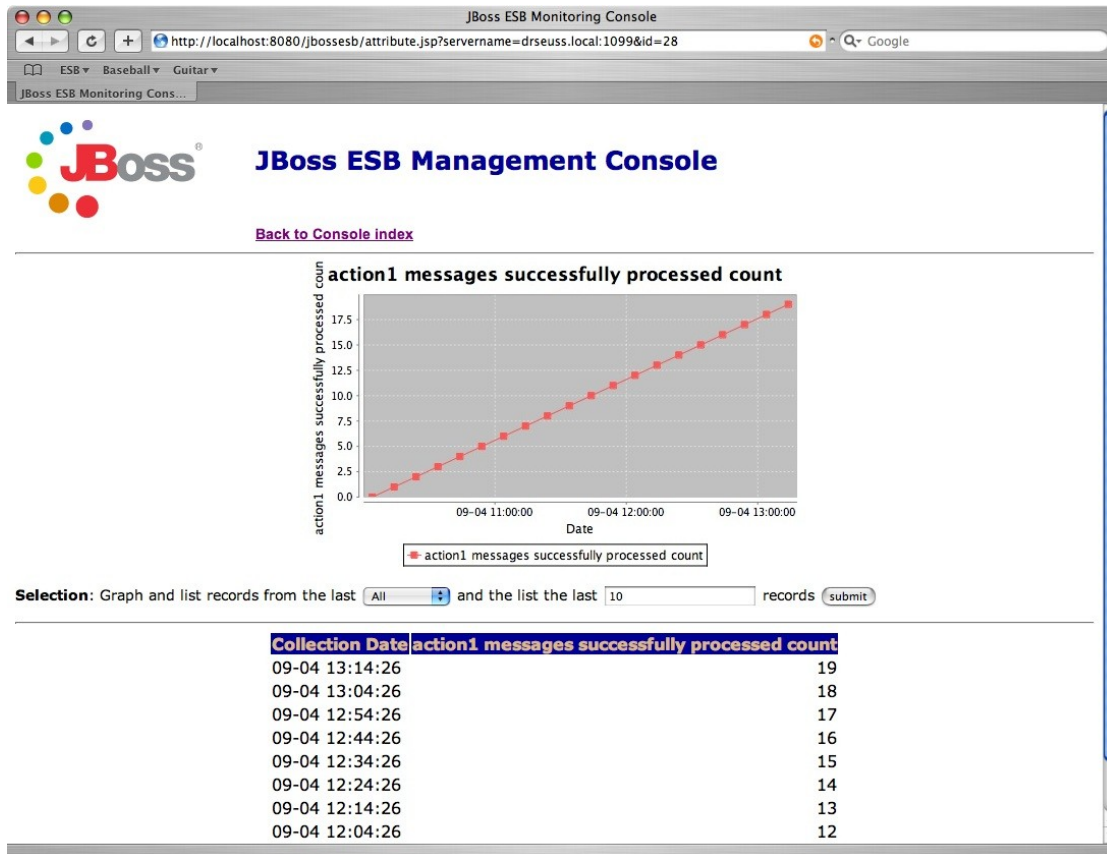 JBoss ESB Monitoring Console
http://localhost:8080/jbossesb/attribute.jsp?servername=drseuss.local:1099&id=28
Google
ESB Baseball Guitar
JBoss ESB Monitoring Cons...
JBoss®
JBoss ESB Management Console
Back to Console index
action1 messages successfully processed count
action1 messages successfully processed coun
17.5
15.0
12.5
10.0
7.5
5.0
2.5
0.0
09-04 11:00:00 09-04 12:00:00 09-04 13:00:00
Date
action1 messages successfully processed count
Selection: Graph and list records from the last All and the list the last 10 records submit
Collection Date action1 messages successfully processed count
09-04 13:14:26 19
09-04 13:04:26 18
09-04 12:54:26 17
09-04 12:44:26 16
09-04 12:34:26 15
09-04 12:24:26 14
09-04 12:14:26 13
09-04 12:04:26 12